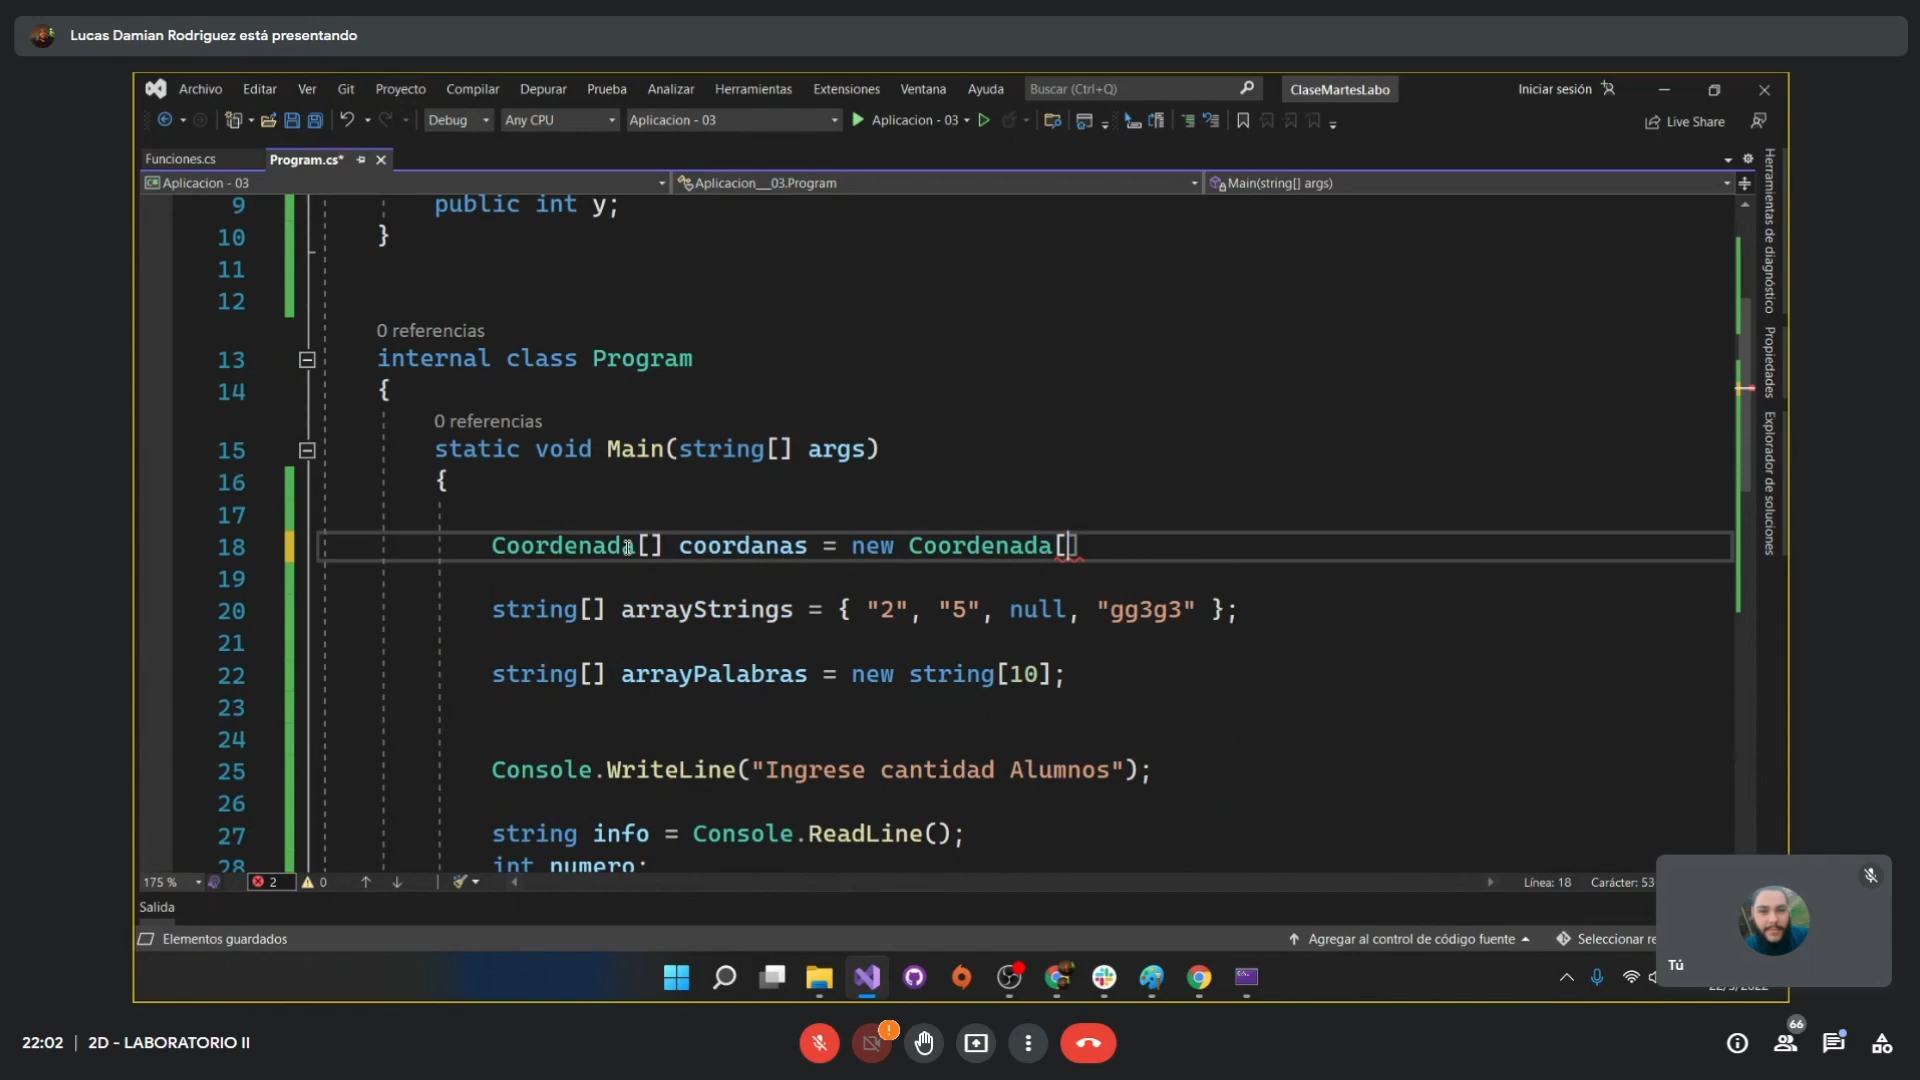 Lucas Damian Rodriguez está presentando
Archivo Editar Ver Git Proyecto Compilar Depurar Prueba Analizar Herramientas Extensiones Ventana Ayuda Buscar (Ctrl+Q) ClaseMartesLabo Iniciar sesión
Debug Any CPU Aplicacion - 03 Aplicacion - 03 Live Share
Funciones.cs Program.cs*
Aplicacion - 03 Aplicacion__03.Program Main(string[] args)
9 public int y;
10 }
11
12
0 referencias
13 internal class Program
14 {
0 referencias
15 static void Main(string[] args)
16 {
17
18 Coordenada[] coordanas = new Coordenada[]
19
20 string[] arrayStrings = { "2", "5", null, "gg3g3" };
21
22 string[] arrayPalabras = new string[10];
23
24
25 Console.WriteLine("Ingrese cantidad Alumnos");
26
27 string info = Console.ReadLine();
28 int numero;
Herramientas de diagnóstico
Propiedades
Explorador de soluciones
175 % 2 0 Línea: 18 Carácter: 53
Salida
Elementos guardados Agregar al control de código fuente Seleccionar re
Tú
22:02 | 2D - LABORATORIO II
66